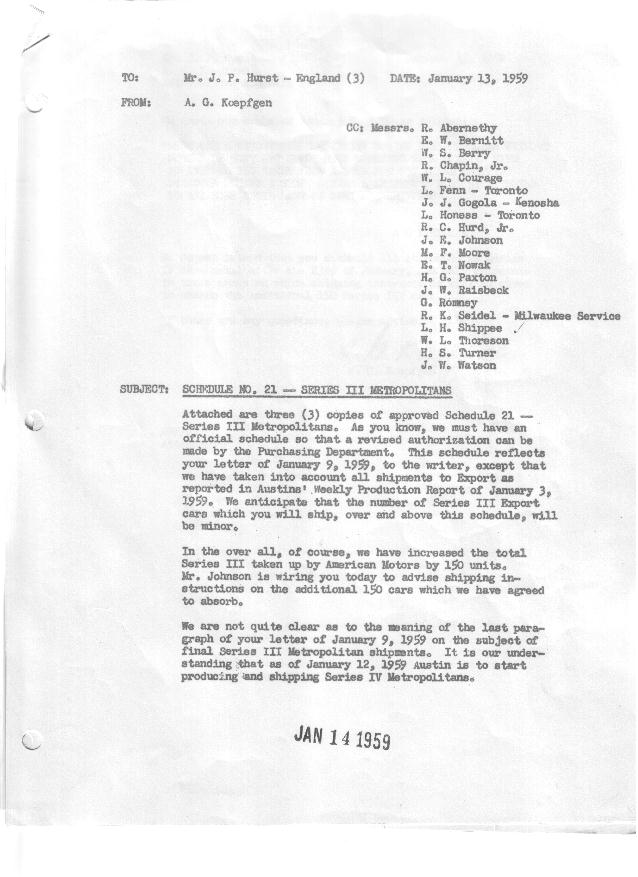 TO: Mr. J. P. Hurst - England (3) DATE: January 13, 1959
FROM: A. G. Koepfgen
CC: Messrs. R. Abernethy
E. W. Bernitt
W. S. Berry
R. Chapin, Jr.
W. L. Courage
L. Fenn - Toronto
J. J. Gogola - Kenosha
L. Honess - Toronto
R. C. Hurd, Jr.
J. E. Johnson
M. F. Moore
E. T. Nowak
H. G. Paxton
J. W. Raisbeck
G. Romney
R. K. Seidel - Milwaukee Service
L. H. Shippee
W. L. Thoreson
H. S. Turner
J. W. Watson
SUBJECT: SCHEDULE NO. 21 -- SERIES III METROPOLITANS
Attached are three (3) copies of approved Schedule 21 --
Series III Metropolitans. As you know, we must have an
official schedule so that a revised authorization can be
made by the Purchasing Department. This schedule reflects
your letter of January 9, 1959, to the writer, except that
we have taken into account all shipments to Export as
reported in Austins' Weekly Production Report of January 3,
1959. We anticipate that the number of Series III Export
cars which you will ship, over and above this schedule, will
be minor.
In the over all, of course, we have increased the total
Series III taken up by American Motors by 150 units.
Mr. Johnson is wiring you today to advise shipping in-
structions on the additional 150 cars which we have agreed
to absorb.
We are not quite clear as to the meaning of the last para-
graph of your letter of January 9, 1959 on the subject of
final Series III Metropolitan shipments. It is our under-
standing that as of January 12, 1959 Austin is to start
producing and shipping Series IV Metropolitans.
JAN 14 1959